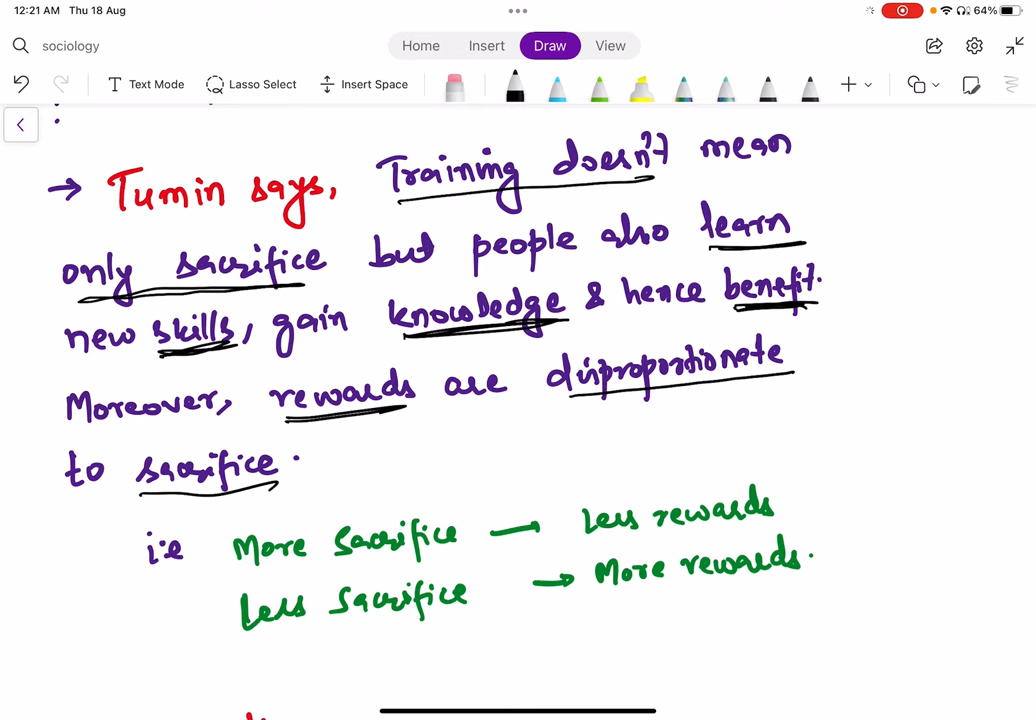 12:21 AM Thu 18 Aug
64%
sociology
Home Insert Draw View
Text Mode Lasso Select Insert Space
→ Tumin says, Training doesn't mean
only sacrifice but people also learn
new skills, gain knowledge & hence benefit.
Moreover, rewards are disproportionate
to sacrifice.
i.e More sacrifice — Less rewards
Less sacrifice → More rewards.